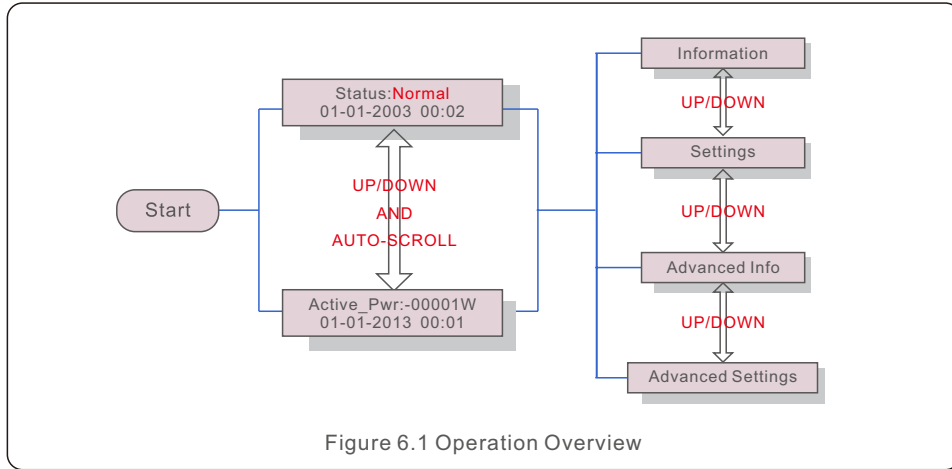 Start
Status:Normal
01-01-2003 00:02
UP/DOWN
AND
AUTO-SCROLL
Active_Pwr:-00001W
01-01-2013 00:01
Information
UP/DOWN
Settings
UP/DOWN
Advanced Info
UP/DOWN
Advanced Settings
Figure 6.1 Operation Overview